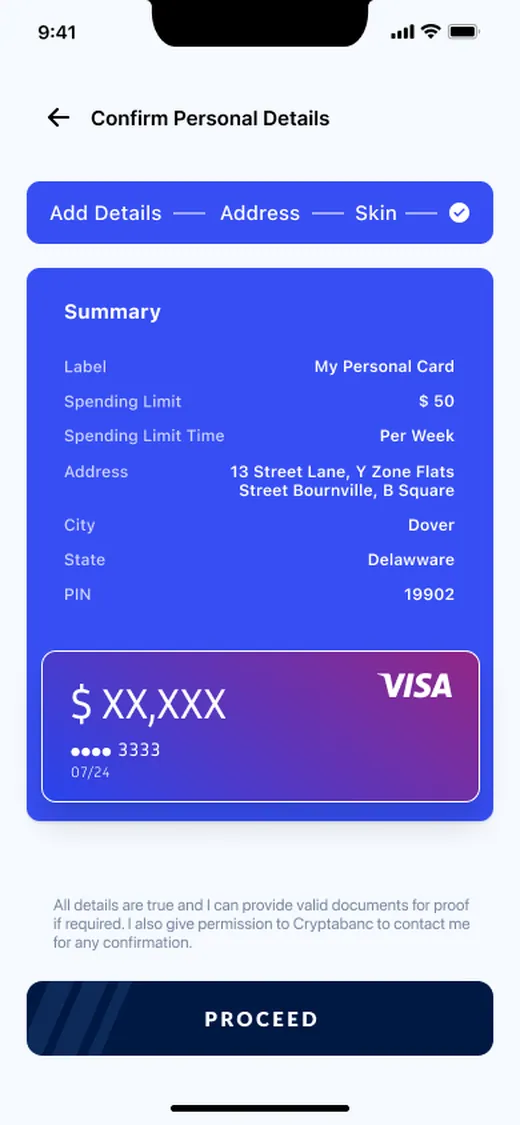 9:41
Confirm Personal Details
Add Details Address Skin
Summary
Label My Personal Card
Spending Limit $ 50
Spending Limit Time Per Week
Address 13 Street Lane, Y Zone Flats
Street Bournville, B Square
City Dover
State Delawware
PIN 19902
VISA
$ XX,XXX
●●●● 3333
07/24
All details are true and I can provide valid documents for proof
if required. I also give permission to Cryptabanc to contact me
for any confirmation.
PROCEED